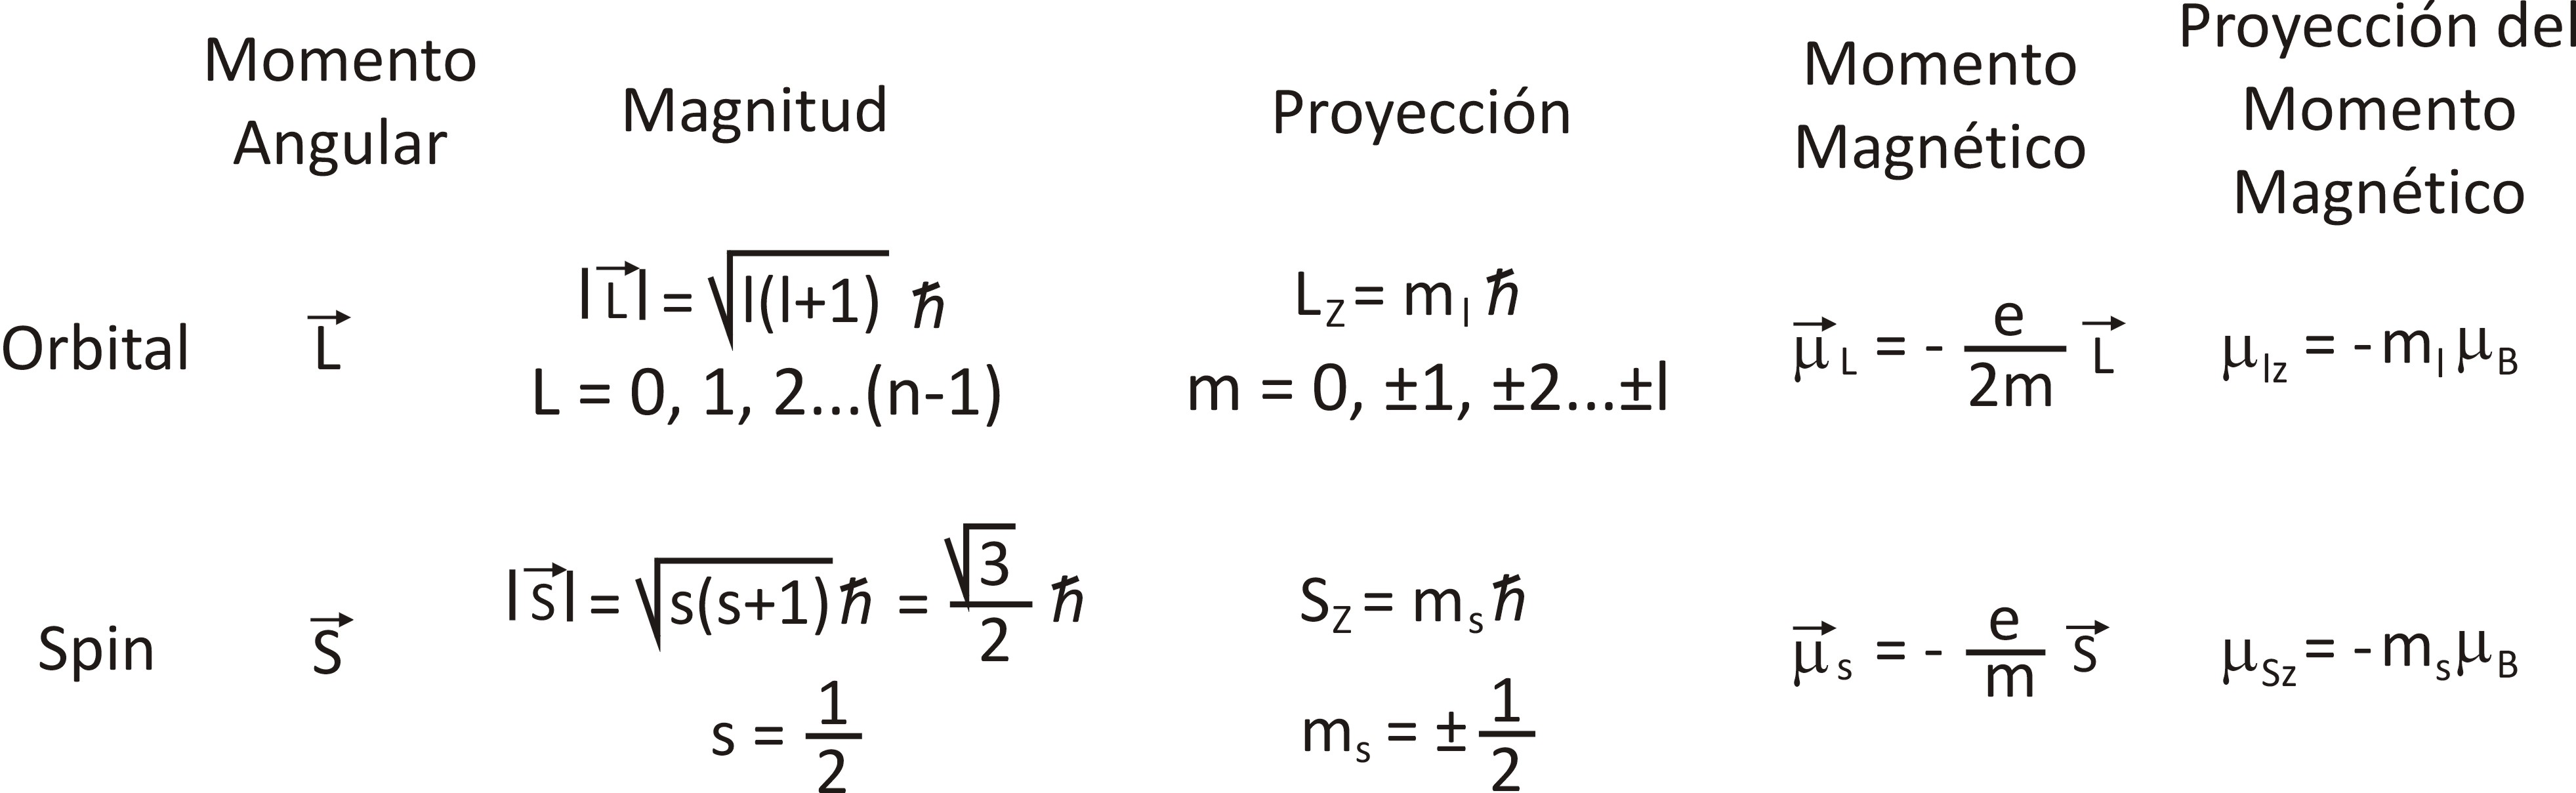 Momento Angular
Magnitud
Proyección
Momento Magnético
Proyección del Momento Magnético
Orbital
L⃗
|L⃗| = √l(l+1) ℏ
L = 0, 1, 2...(n-1)
L_z = m_l ℏ
m = 0, ±1, ±2...±l
μ⃗_L = - e/2m L⃗
μ_lz = -m_l μ_B
Spin
S⃗
|S⃗| = √s(s+1) ℏ = √3/2 ℏ
s = 1/2
S_z = m_s ℏ
m_s = ± 1/2
μ⃗_s = - e/m S⃗
μ_Sz = -m_s μ_B